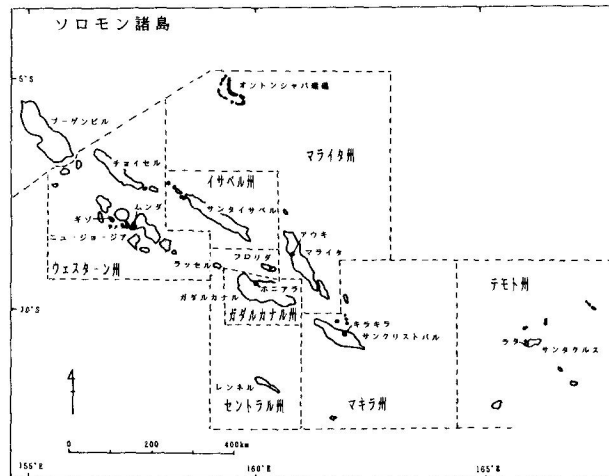 ソロモン諸島
5°S
オントンジャバ環礁
ブーゲンビル
マライタ州
チョイセル
イサベル州
ムンダ
サンタイサベル
ギゾ
アウキ
マライタ
ニュージョージア
フロリダ
ウェスターン州
ラッセル
テモト州
ホニアラ
ガダルカナル
10°S
ガダルカナル州
キラキラ
サンクリストバル
ラタ
サンタクルス
レンネル
セントラル州
マキラ州
0 200 400km
155°E 160°E 165°E